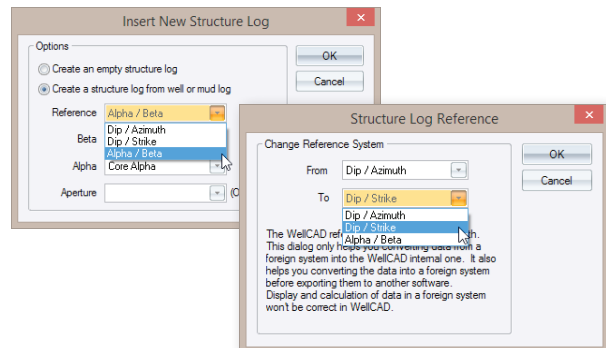 Insert New Structure Log
Options
Create an empty structure log
Create a structure log from well or mud log
OK
Cancel
Reference Alpha / Beta
Dip / Azimuth
Dip / Strike
Alpha / Beta
Beta
Alpha Core Alpha
Aperture (O
Structure Log Reference
Change Reference System
From Dip / Azimuth
To Dip / Strike
Dip / Azimuth
Dip / Strike
Alpha / Beta
OK
Cancel
The WellCAD h.
This dialog only helps you converting data from a
foreign system into the WellCAD internal one. It also
helps you converting the data into a foreign system
before exporting them to another software.
Display and calculation of data in a foreign system
won't be correct in WellCAD.